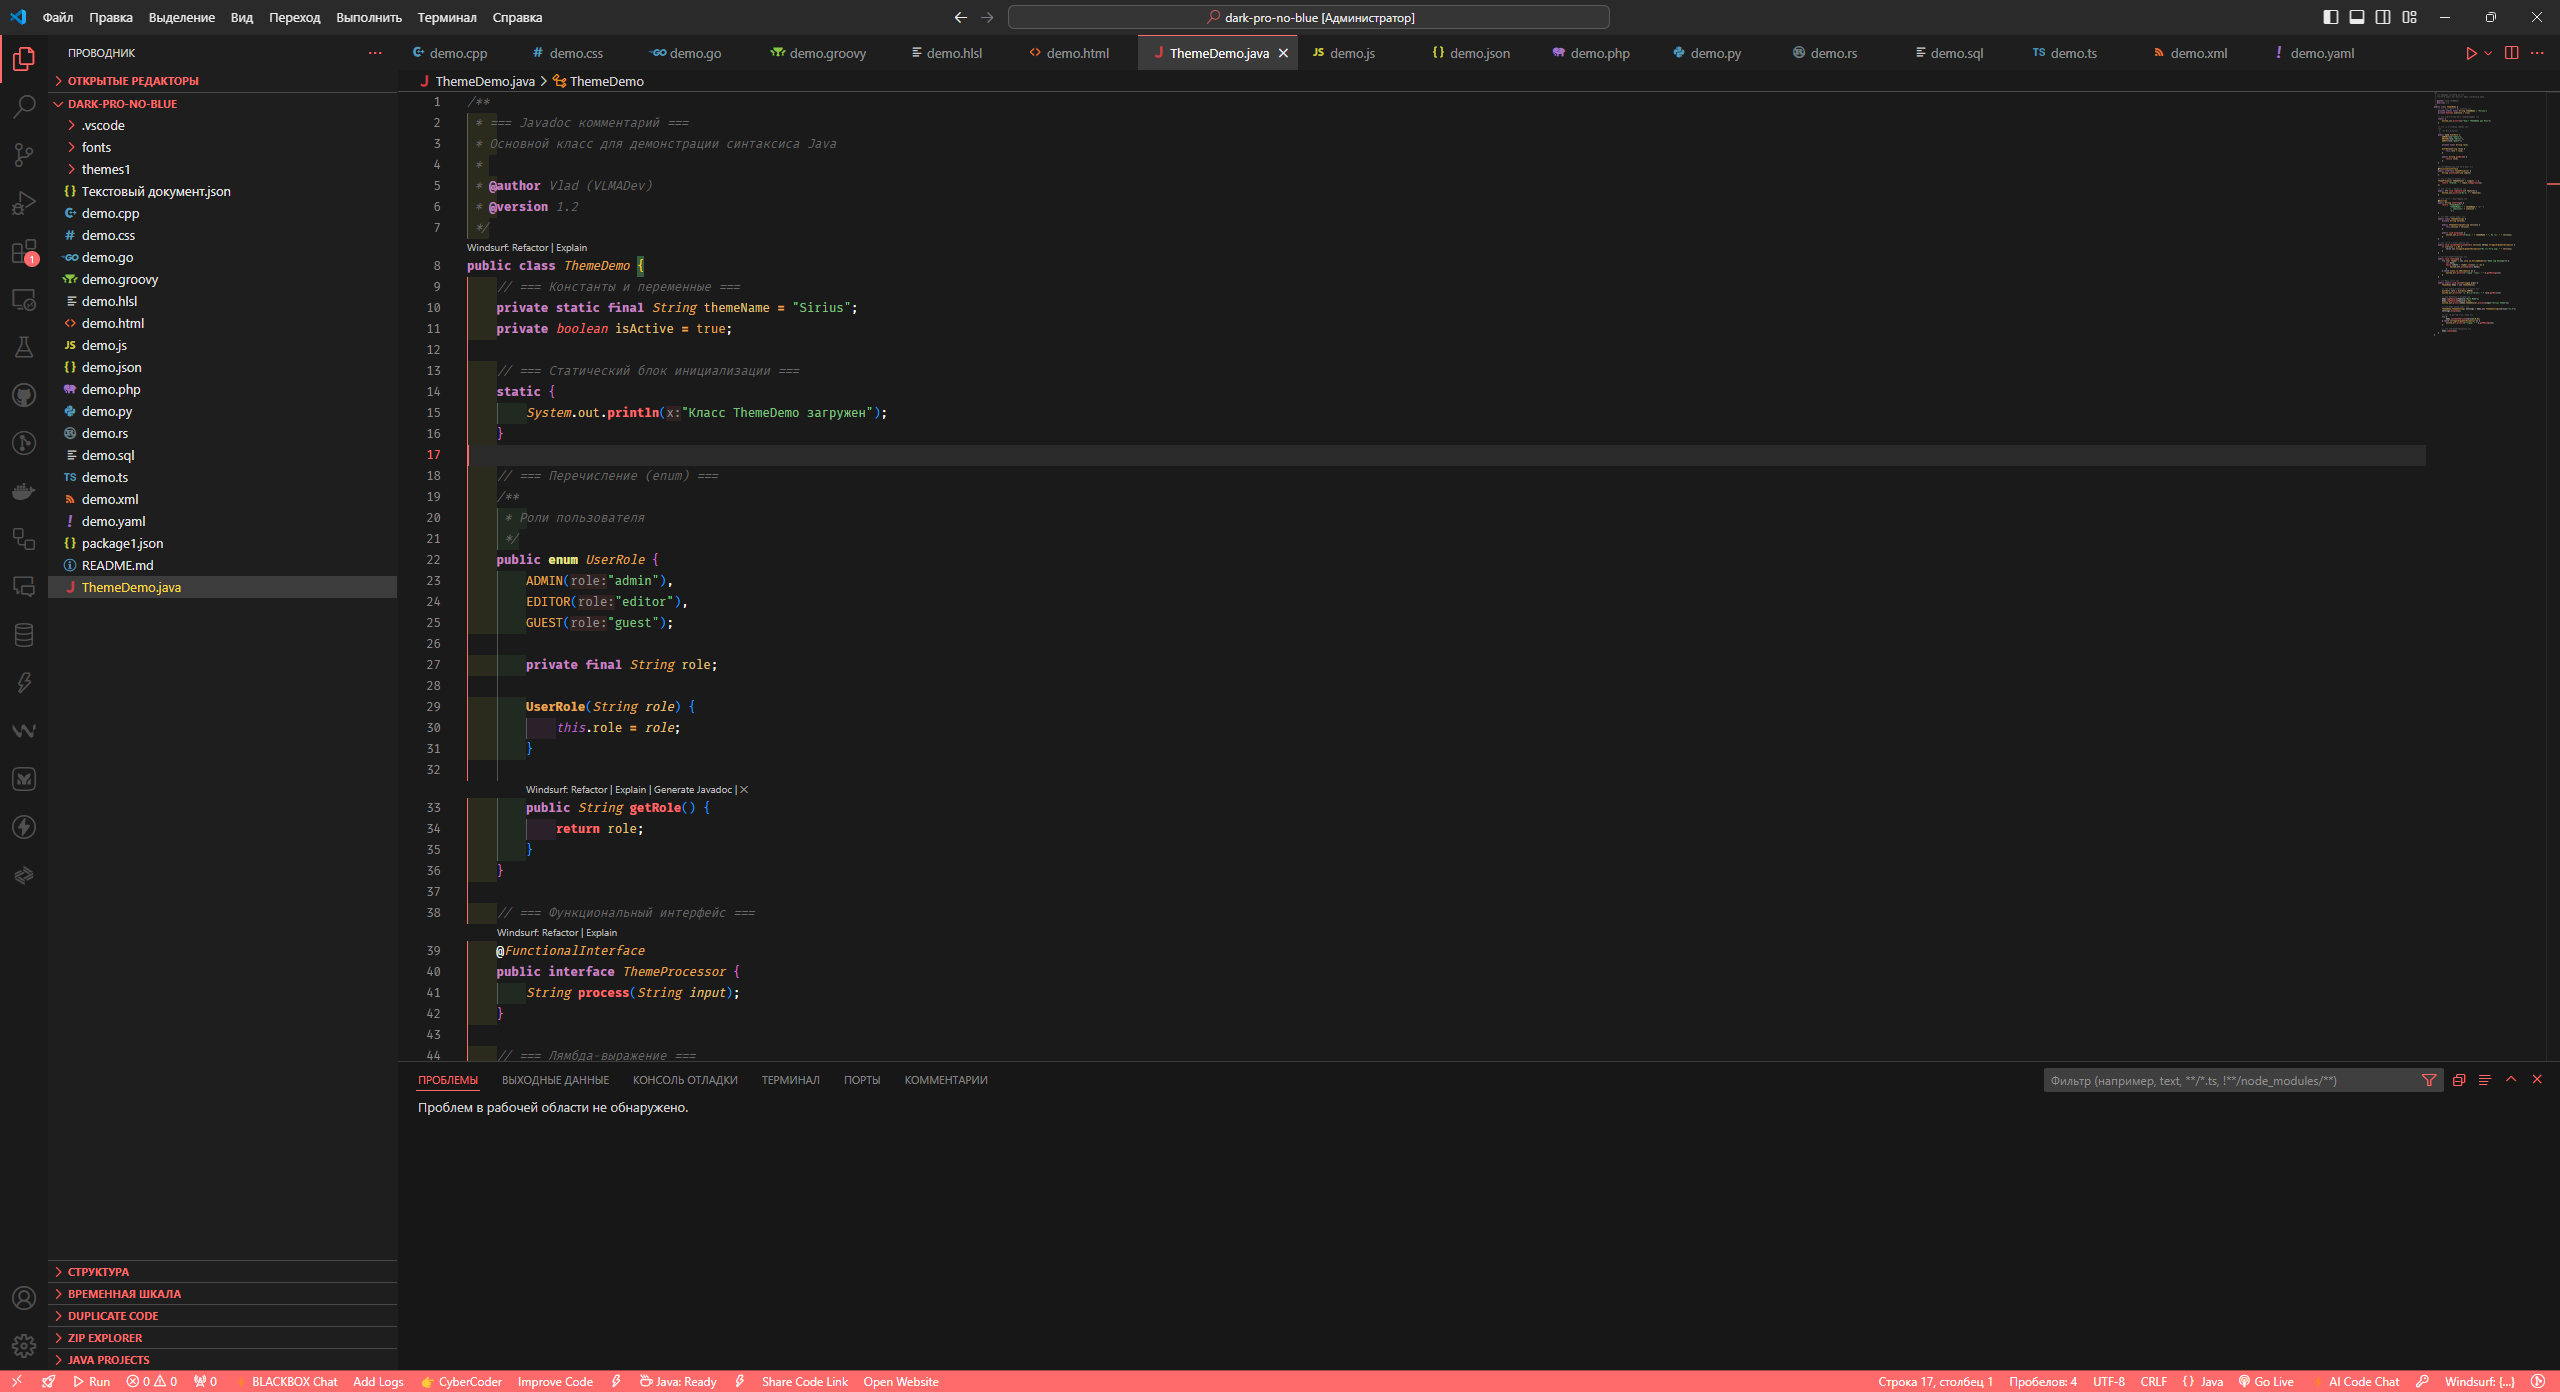 Файл Правка Выделение Вид Переход Выполнить Терминал Справка
dark-pro-no-blue [Администратор]
ПРОВОДНИК
ОТКРЫТЫЕ РЕДАКТОРЫ
DARK-PRO-NO-BLUE
.vscode
fonts
themes1
{} Текстовый документ.json
demo.cpp
# demo.css
GO demo.go
demo.groovy
demo.hlsl
<> demo.html
JS demo.js
{} demo.json
demo.php
demo.py
demo.rs
demo.sql
TS demo.ts
demo.xml
! demo.yaml
{} package1.json
README.md
J ThemeDemo.java
СТРУКТУРА
ВРЕМЕННАЯ ШКАЛА
DUPLICATE CODE
ZIP EXPLORER
JAVA PROJECTS
1
demo.cpp # demo.css GO demo.go demo.groovy demo.hlsl <> demo.html J ThemeDemo.java JS demo.js {} demo.json demo.php demo.py demo.rs demo.sql TS demo.ts demo.xml ! demo.yaml
J ThemeDemo.java > ThemeDemo
1 /**
2 * === Javadoc комментарий ===
3 * Основной класс для демонстрации синтаксиса Java
4 *
5 * @author Vlad (VLMADev)
6 * @version 1.2
7 */
Windsurf: Refactor | Explain
8 public class ThemeDemo {
9 // === Константы и переменные ===
10 private static final String themeName = "Sirius";
11 private boolean isActive = true;
12
13 // === Статический блок инициализации ===
14 static {
15 System.out.println(x:"Класс ThemeDemo загружен");
16 }
17
18 // === Перечисление (enum) ===
19 /**
20 * Роли пользователя
21 */
22 public enum UserRole {
23 ADMIN(role:"admin"),
24 EDITOR(role:"editor"),
25 GUEST(role:"guest");
26
27 private final String role;
28
29 UserRole(String role) {
30 this.role = role;
31 }
32
Windsurf: Refactor | Explain | Generate Javadoc | ✕
33 public String getRole() {
34 return role;
35 }
36 }
37
38 // === Функциональный интерфейс ===
Windsurf: Refactor | Explain
39 @FunctionalInterface
40 public interface ThemeProcessor {
41 String process(String input);
42 }
43
44 // === Лямбда-выражение ===
ПРОБЛЕМЫ ВЫХОДНЫЕ ДАННЫЕ КОНСОЛЬ ОТЛАДКИ ТЕРМИНАЛ ПОРТЫ КОММЕНТАРИИ
Фильтр (например, text, **/*.ts, !**/node_modules/**)
Проблем в рабочей области не обнаружено.
Run 0 0 0 BLACKBOX Chat Add Logs CyberCoder Improve Code Java: Ready Share Code Link Open Website
Строка 17, столбец 1 Пробелов: 4 UTF-8 CRLF {} Java Go Live AI Code Chat Windsurf: {...}